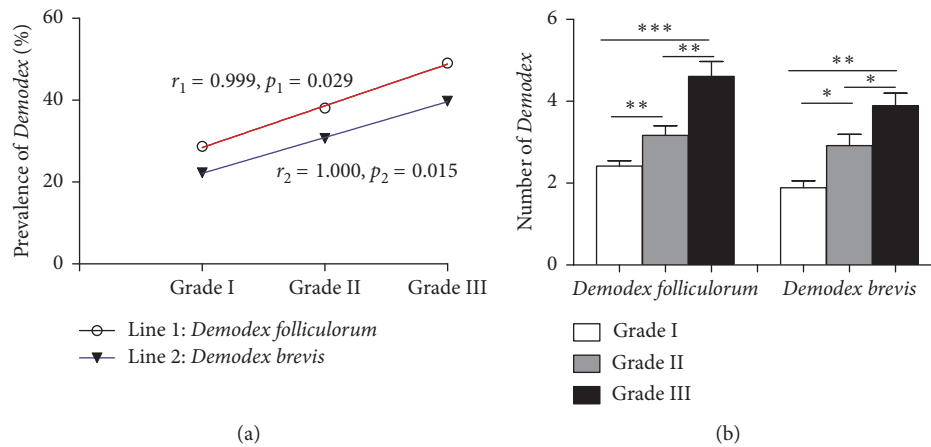 Prevalence of Demodex (%)
60
40
20
0
r1 = 0.999, p1 = 0.029
r2 = 1.000, p2 = 0.015
Grade I
Grade II
Grade III
Line 1: Demodex folliculorum
Line 2: Demodex brevis
(a)
Number of Demodex
6
4
2
0
***
**
**
**
*
*
Demodex folliculorum
Demodex brevis
Grade I
Grade II
Grade III
(b)